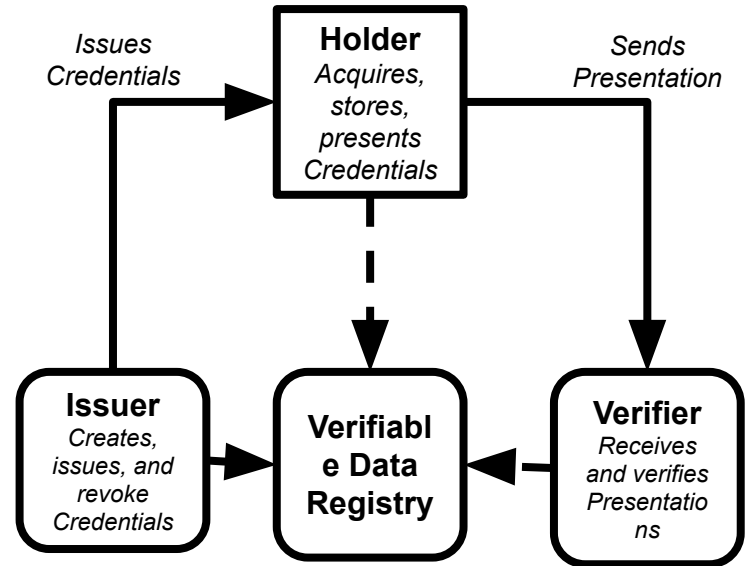 Issues
Credentials
Holder
Acquires,
stores,
presents
Credentials
Sends
Presentation
Issuer
Creates,
issues, and
revoke
Credentials
Verifiabl
e Data
Registry
Verifier
Receives
and verifies
Presentatio
ns